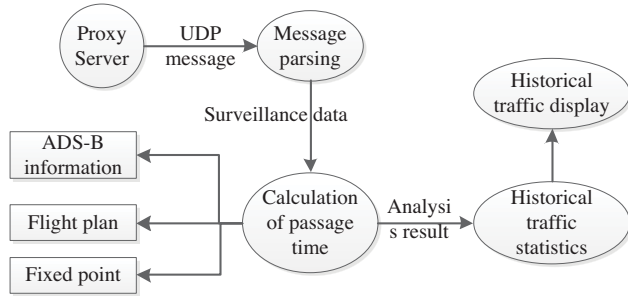 Proxy
Server
UDP
message
Message
parsing
Historical
traffic display
Surveillance data
ADS-B
information
Flight plan
Fixed point
Calculation
of passage
time
Analysi
s result
Historical
traffic
statistics